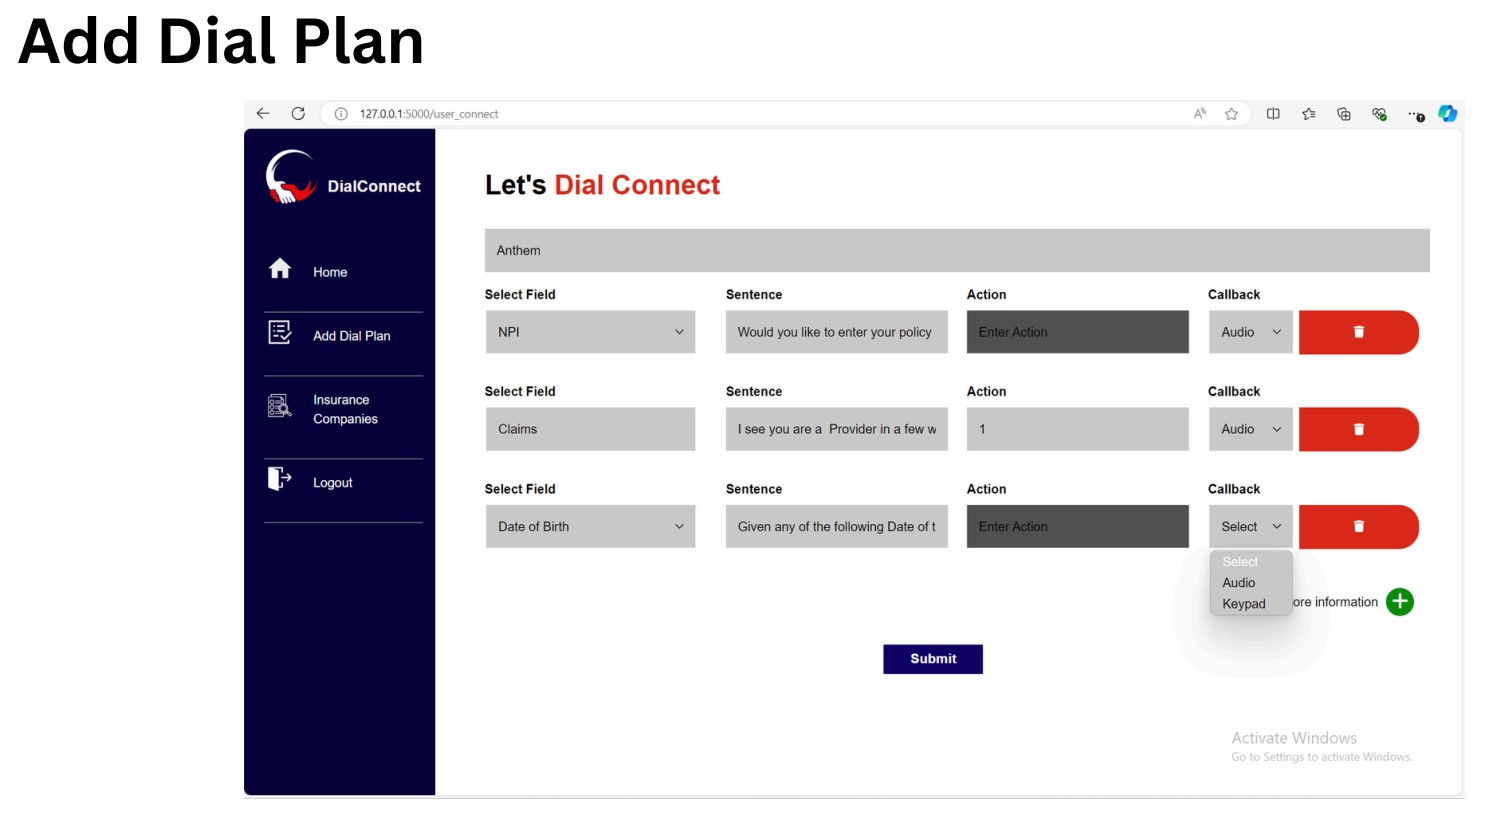 Add Dial Plan
127.0.0.1:5000/user_connect
DialConnect
Home
Add Dial Plan
Insurance
Companies
Logout
Let's Dial Connect
Anthem
Select Field Sentence Action Callback
NPI Would you like to enter your policy Enter Action Audio
Select Field Sentence Action Callback
Claims I see you are a  Provider in a few w 1 Audio
Select Field Sentence Action Callback
Date of Birth Given any of the following Date of t Enter Action Select
Select
Audio
Keypad
ore information
Submit
Activate Windows
Go to Settings to activate Windows.